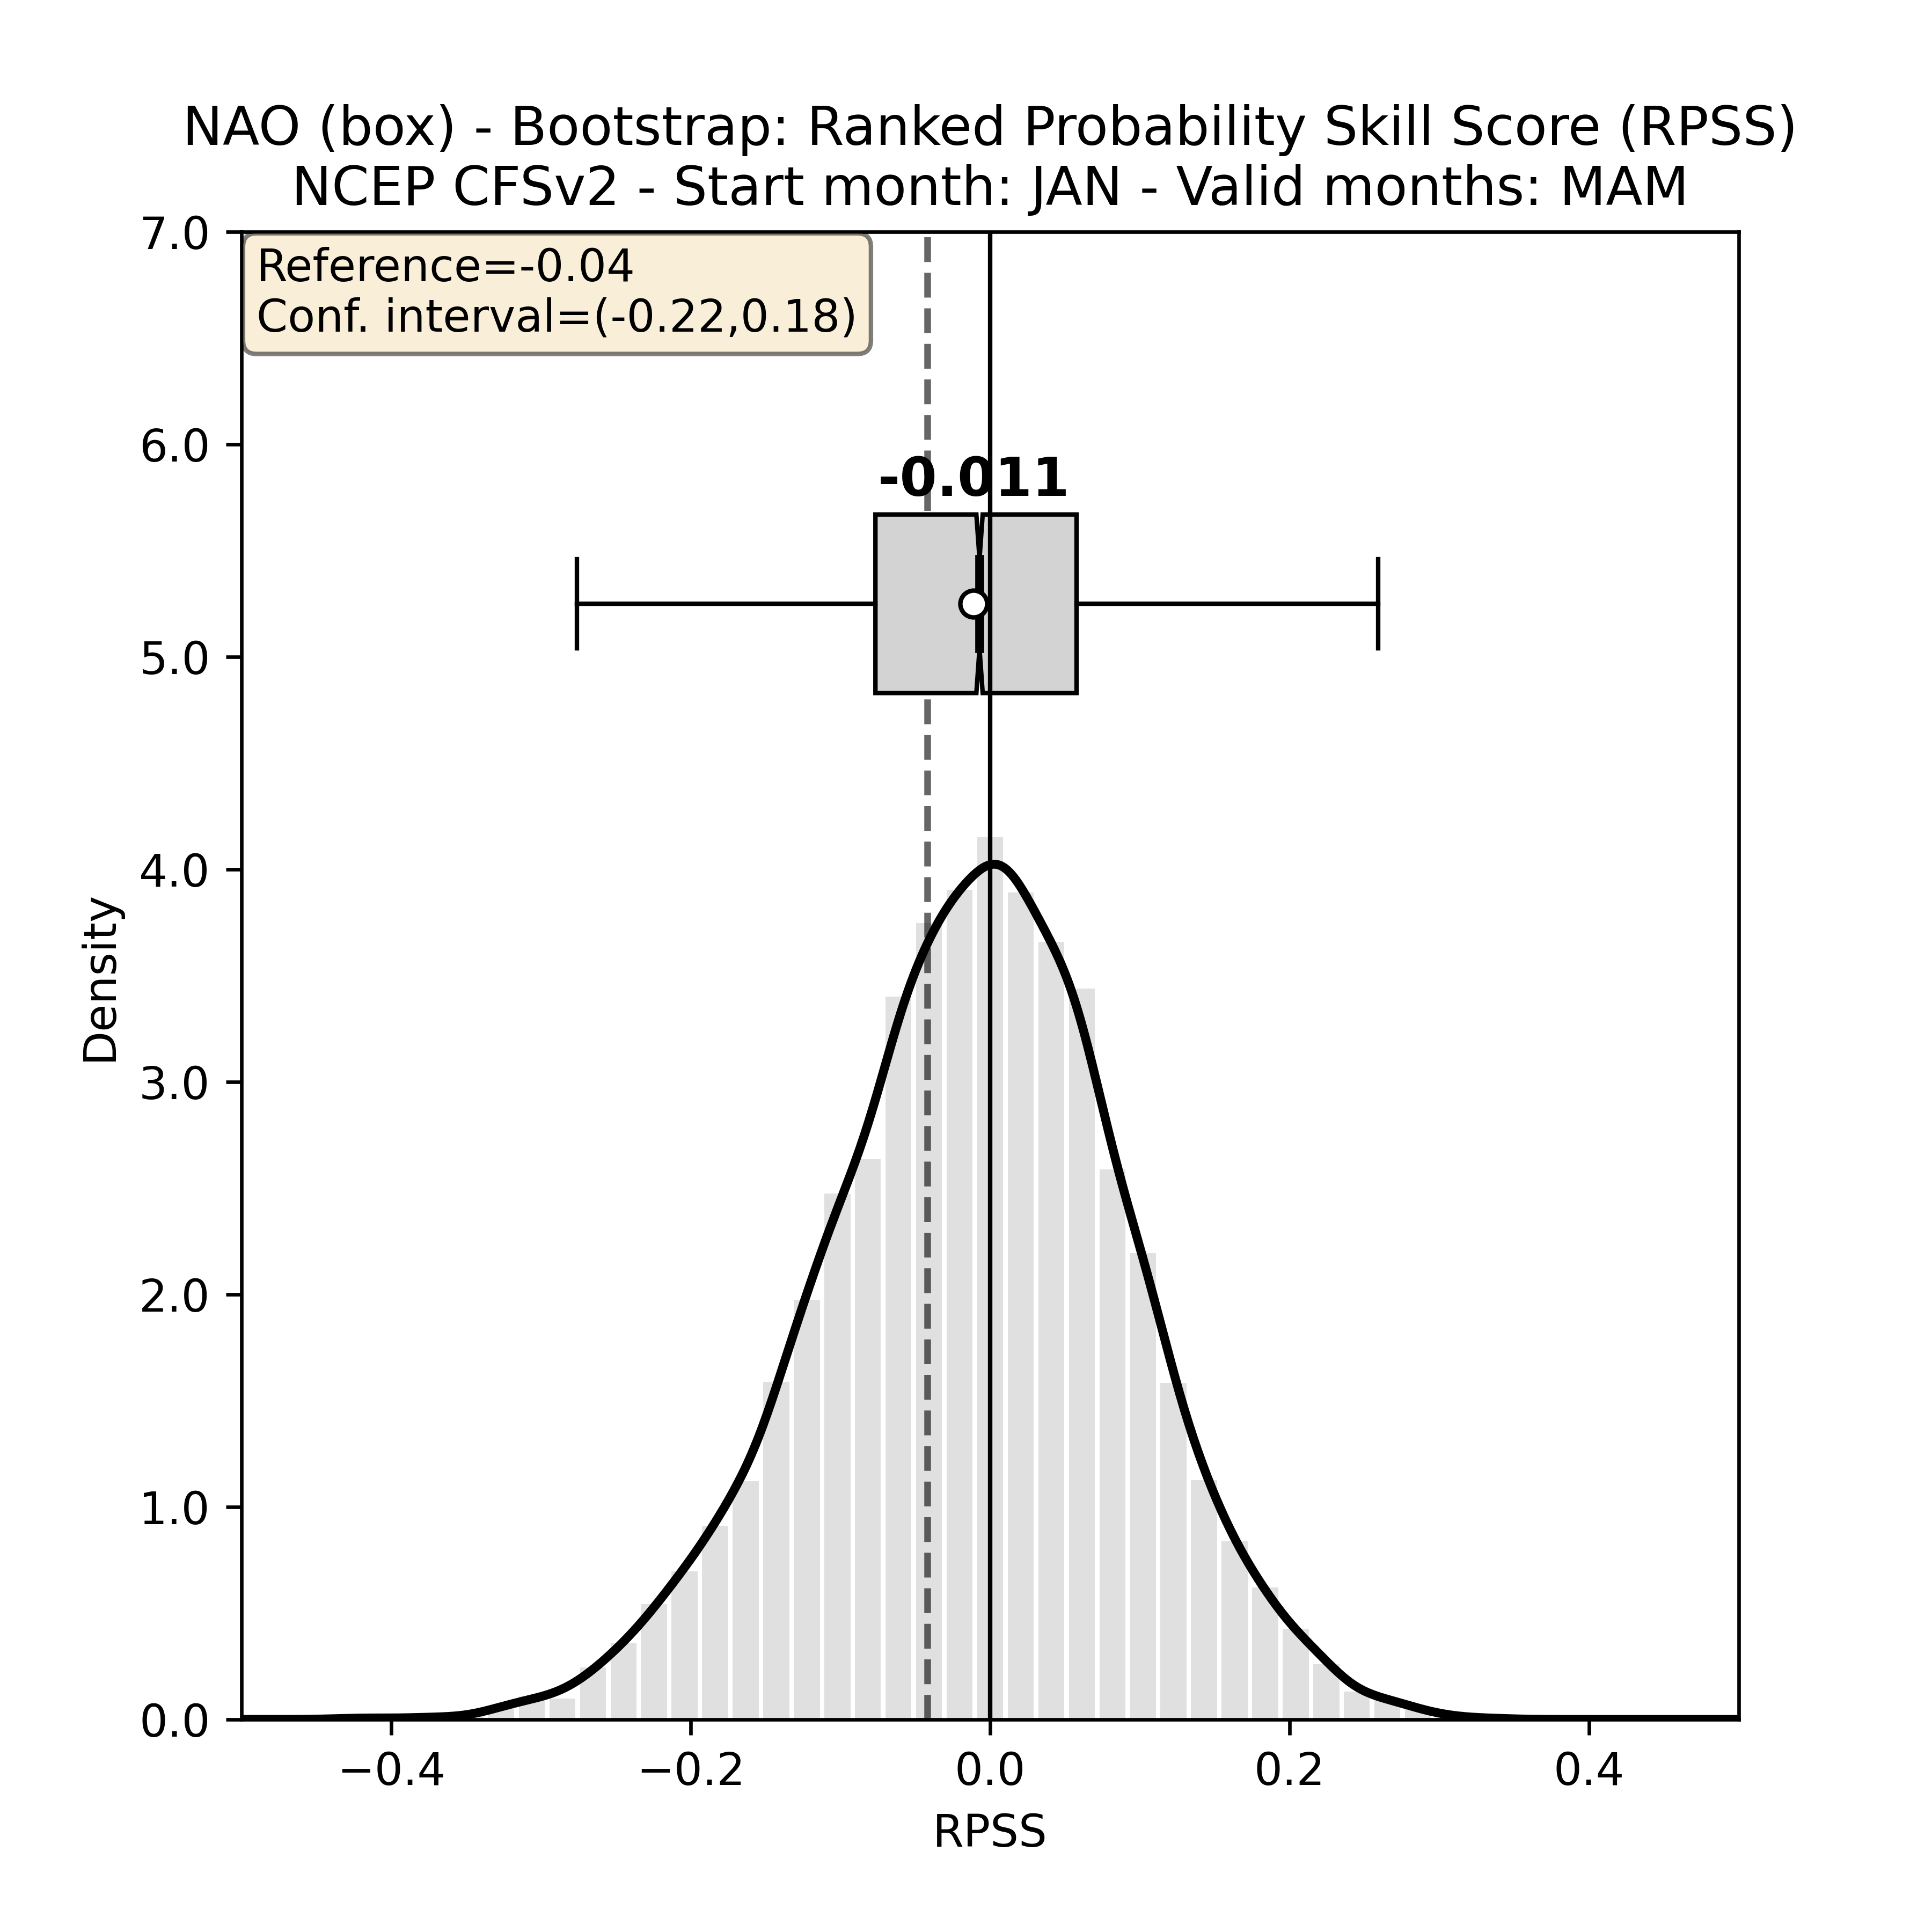 NAO (box) - Bootstrap: Ranked Probability Skill Score (RPSS)
NCEP CFSv2 - Start month: JAN - Valid months: MAM
Reference=-0.04
Conf. interval=(-0.22,0.18)
-0.011
7.0
6.0
5.0
4.0
3.0
2.0
1.0
0.0
Density
−0.4 −0.2 0.0 0.2 0.4
RPSS